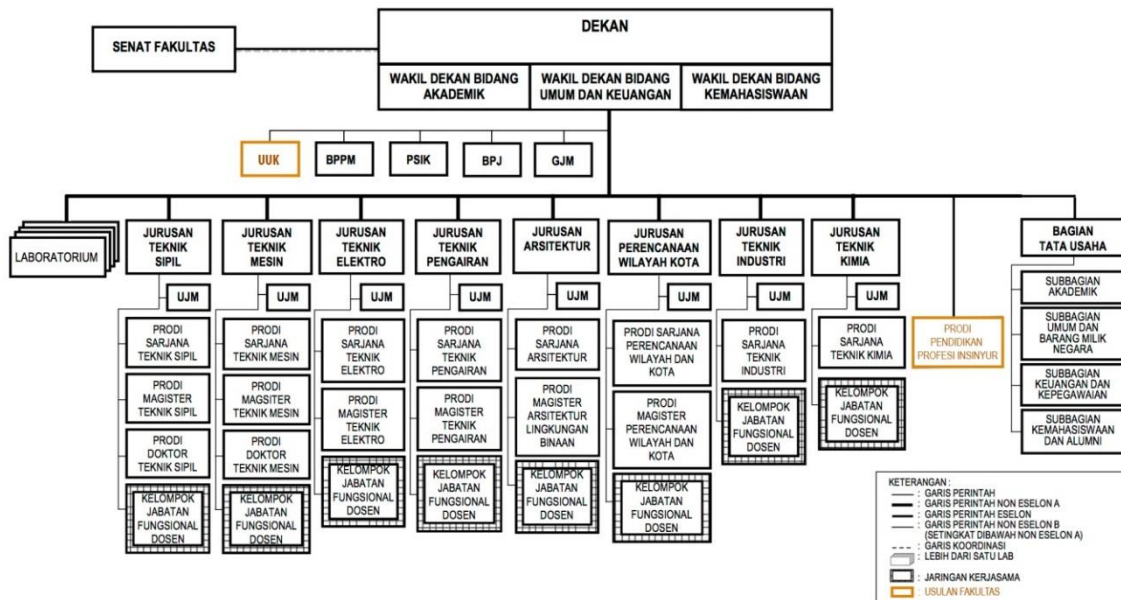 DEKAN
SENAT FAKULTAS
WAKIL DEKAN BIDANG
AKADEMIK
WAKIL DEKAN BIDANG
UMUM DAN KEUANGAN
WAKIL DEKAN BIDANG
KEMAHASISWAAN
UUK
BPPM
PSIK
BPJ
GJM
LABORATORIUM
JURUSAN
TEKNIK
SIPIL
UJM
PRODI
SARJANA
TEKNIK SIPIL
PRODI
MAGISTER
TEKNIK SIPIL
PRODI
DOKTOR
TEKNIK SIPIL
KELOMPOK
JABATAN
FUNGSIONAL
DOSEN
JURUSAN
TEKNIK
MESIN
UJM
PRODI
SARJANA
TEKNIK MESIN
PRODI
MAGSITER
TEKNIK MESIN
PRODI
DOKTOR
TEKNIK MESIN
KELOMPOK
JABATAN
FUNGSIONAL
DOSEN
JURUSAN
TEKNIK
ELEKTRO
UJM
PRODI
SARJANA
TEKNIK
ELEKTRO
PRODI
MAGISTER
TEKNIK
ELEKTRO
KELOMPOK
JABATAN
FUNGSIONAL
DOSEN
JURUSAN
TEKNIK
PENGAIRAN
UJM
PRODI
SARJANA
TEKNIK
PENGAIRAN
PRODI
MAGISTER
TEKNIK
PENGAIRAN
KELOMPOK
JABATAN
FUNGSIONAL
DOSEN
JURUSAN
ARSITEKTUR
UJM
PRODI
SARJANA
ARSITEKTUR
PRODI
MAGISTER
ARSITEKTUR
LINGKUNGAN
BINAAN
KELOMPOK
JABATAN
FUNGSIONAL
DOSEN
JURUSAN
PERENCANAAN
WILAYAH KOTA
UJM
PRODI SARJANA
PERENCANAAN
WILAYAH DAN
KOTA
PRODI
MAGISTER
PERENCANAAN
WILAYAH DAN
KOTA
KELOMPOK
JABATAN
FUNGSIONAL
DOSEN
JURUSAN
TEKNIK
INDUSTRI
UJM
PRODI
SARJANA
TEKNIK
INDUSTRI
KELOMPOK
JABATAN
FUNGSIONAL
DOSEN
JURUSAN
TEKNIK
KIMIA
UJM
PRODI
SARJANA
TEKNIK KIMIA
KELOMPOK
JABATAN
FUNGSIONAL
DOSEN
PRODI
PENDIDIKAN
PROFESI INSINYUR
BAGIAN
TATA USAHA
SUBBAGIAN
AKADEMIK
SUBBAGIAN
UMUM DAN
BARANG MILIK
NEGARA
SUBBAGIAN
KEUANGAN DAN
KEPEGAWAIAN
SUBBAGIAN
KEMAHASISWAAN
DAN ALUMNI
KETERANGAN :
: GARIS PERINTAH
: GARIS PERINTAH NON ESELON A
: GARIS PERINTAH ESELON
: GARIS PERINTAH NON ESELON B
(SETINGKAT DIBAWAH NON ESELON A)
: GARIS KOORDINASI
: LEBIH DARI SATU LAB
: JARINGAN KERJASAMA
: USULAN FAKULTAS